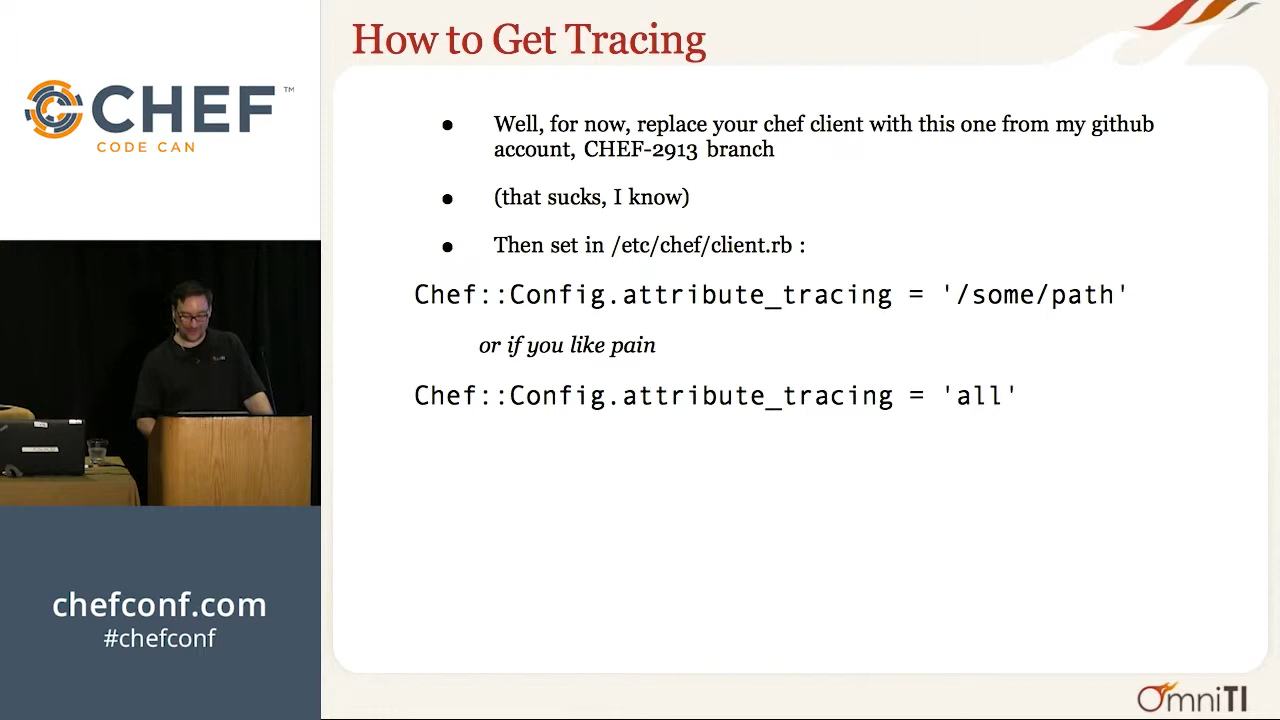 How to Get Tracing
CHEF™
CODE CAN
• Well, for now, replace your chef client with this one from my github
account, CHEF-2913 branch
• (that sucks, I know)
• Then set in /etc/chef/client.rb :
Chef::Config.attribute_tracing = '/some/path'
or if you like pain
Chef::Config.attribute_tracing = 'all'
chefconf.com
#chefconf
OmniTI